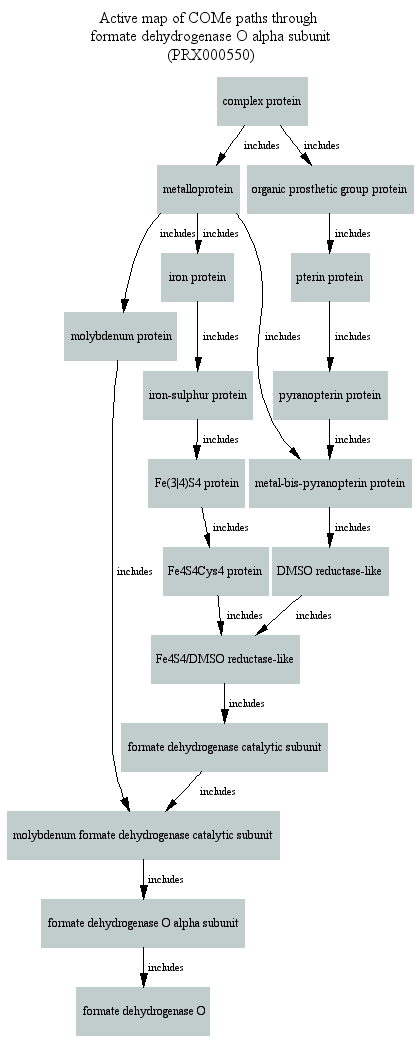 Active map of COMe paths through
formate dehydrogenase O alpha subunit
(PRX000550)
complex protein
includes includes
metalloprotein organic prosthetic group protein
includes includes includes
iron protein pterin protein
molybdenum protein includes includes includes
iron-sulphur protein pyranopterin protein
includes includes
Fe(3|4)S4 protein metal-bis-pyranopterin protein
includes includes
includes Fe4S4Cys4 protein DMSO reductase-like
includes includes
Fe4S4/DMSO reductase-like
includes
formate dehydrogenase catalytic subunit
includes
molybdenum formate dehydrogenase catalytic subunit
includes
formate dehydrogenase O alpha subunit
includes
formate dehydrogenase O